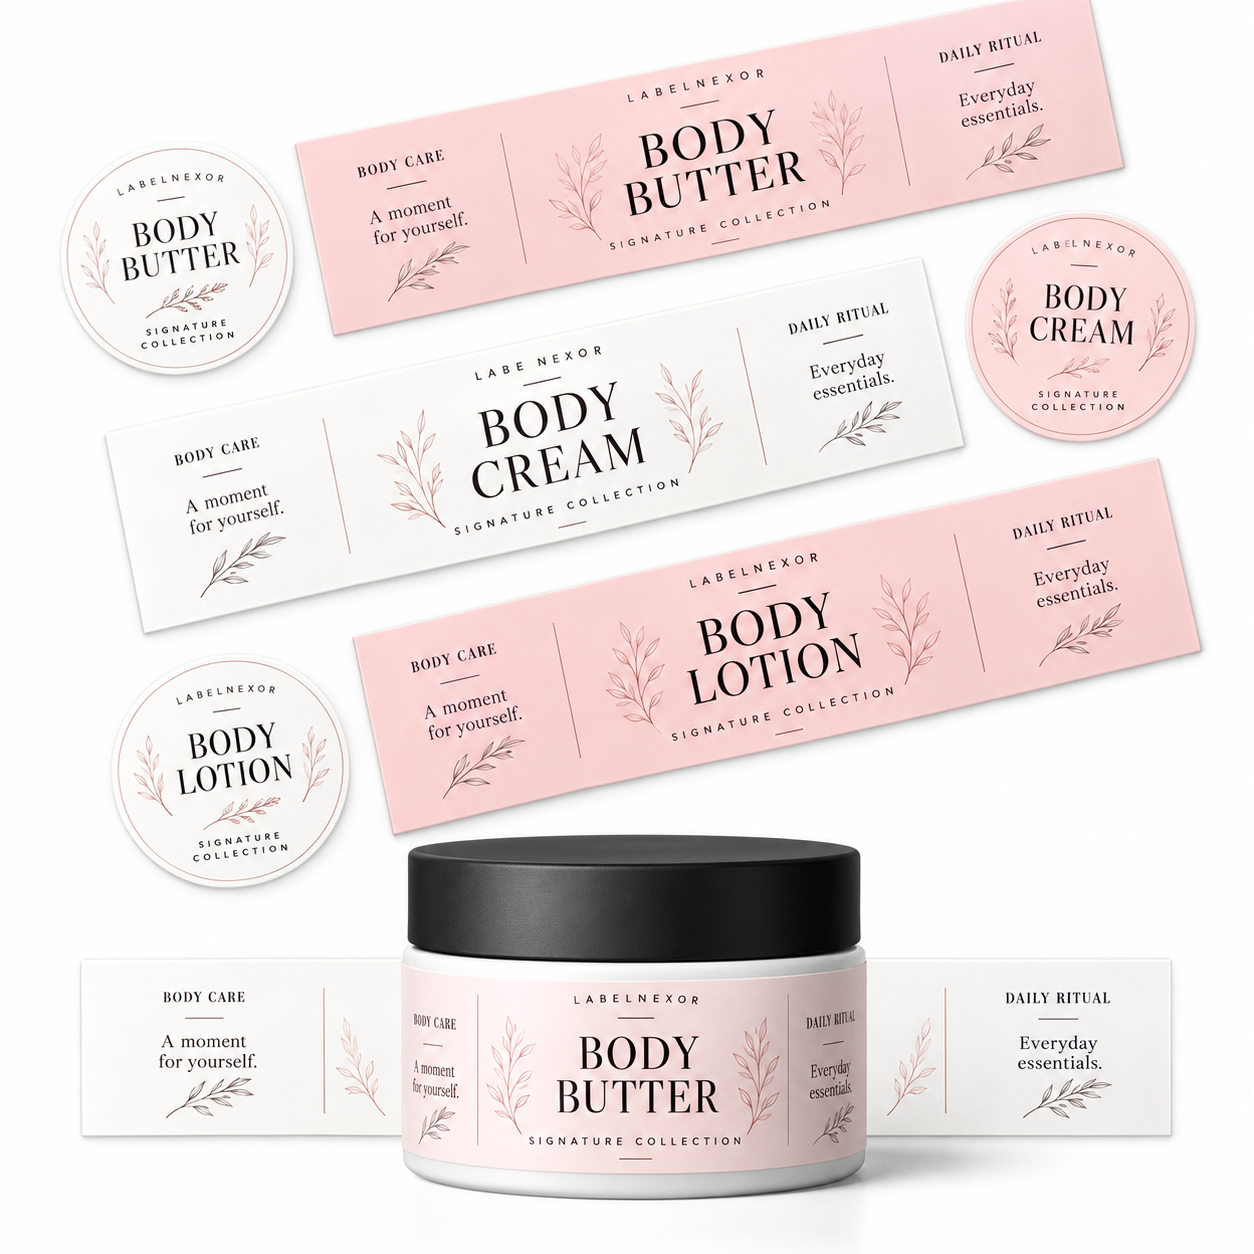 LABELNEXOR
BODY
BUTTER
SIGNATURE
COLLECTION
BODY CARE
A moment
for yourself.
LABELNEXOR
BODY
BUTTER
SIGNATURE COLLECTION
DAILY RITUAL
Everyday
essentials.
LABELNEXOR
BODY
CREAM
SIGNATURE
COLLECTION
BODY CARE
A moment
for yourself.
LABE NEXOR
BODY
CREAM
SIGNATURE COLLECTION
DAILY RITUAL
Everyday
essentials.
BODY CARE
A moment
for yourself.
LABELNEXOR
BODY
LOTION
SIGNATURE COLLECTION
DAILY RITUAL
Everyday
essentials.
LABELNEXOR
BODY
LOTION
SIGNATURE
COLLECTION
BODY CARE
A moment
for yourself.
BODY CARE
A moment
for yourself.
LABELNEXOR
BODY
BUTTER
SIGNATURE COLLECTION
DAILY RITUAL
Everyday
essentials.
DAILY RITUAL
Everyday
essentials.